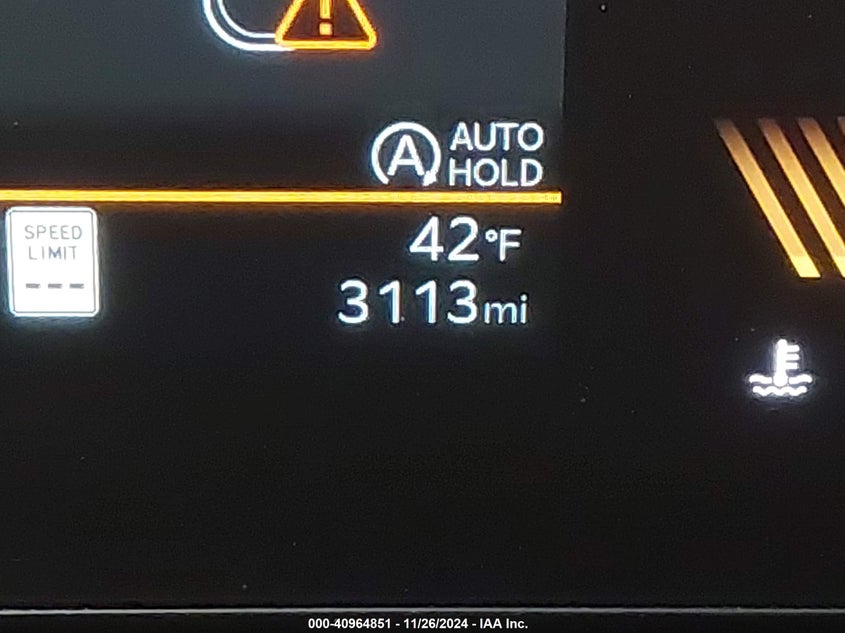 !
A AUTO
HOLD
SPEED
LIMIT
---
42°F
3113mi
000-40964851 - 11/26/2024 - IAA Inc.